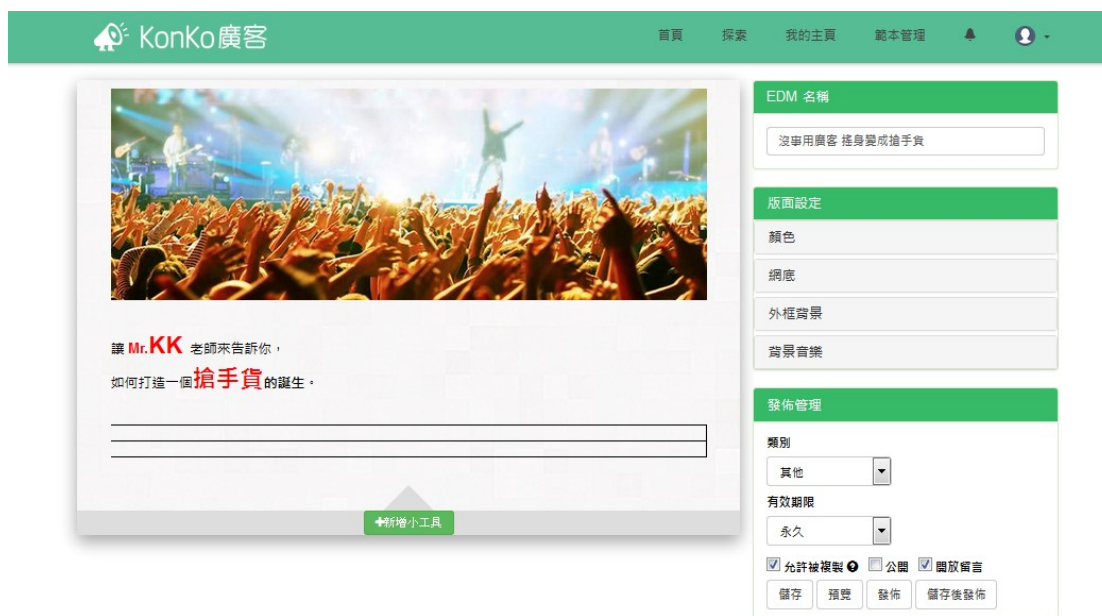 KonKo廣客
首頁 探索 我的主頁 範本管理
讓 Mr.KK 老師來告訴你，
如何打造一個搶手貨的誕生。
新增小工具
EDM 名稱
沒事用廣客 搖身變成搶手貨
版面設定
顏色
網底
外框背景
背景音樂
發佈管理
類別
其他
有效期限
永久
允許被複製 公開 開放留言
儲存 預覽 發佈 儲存後發佈